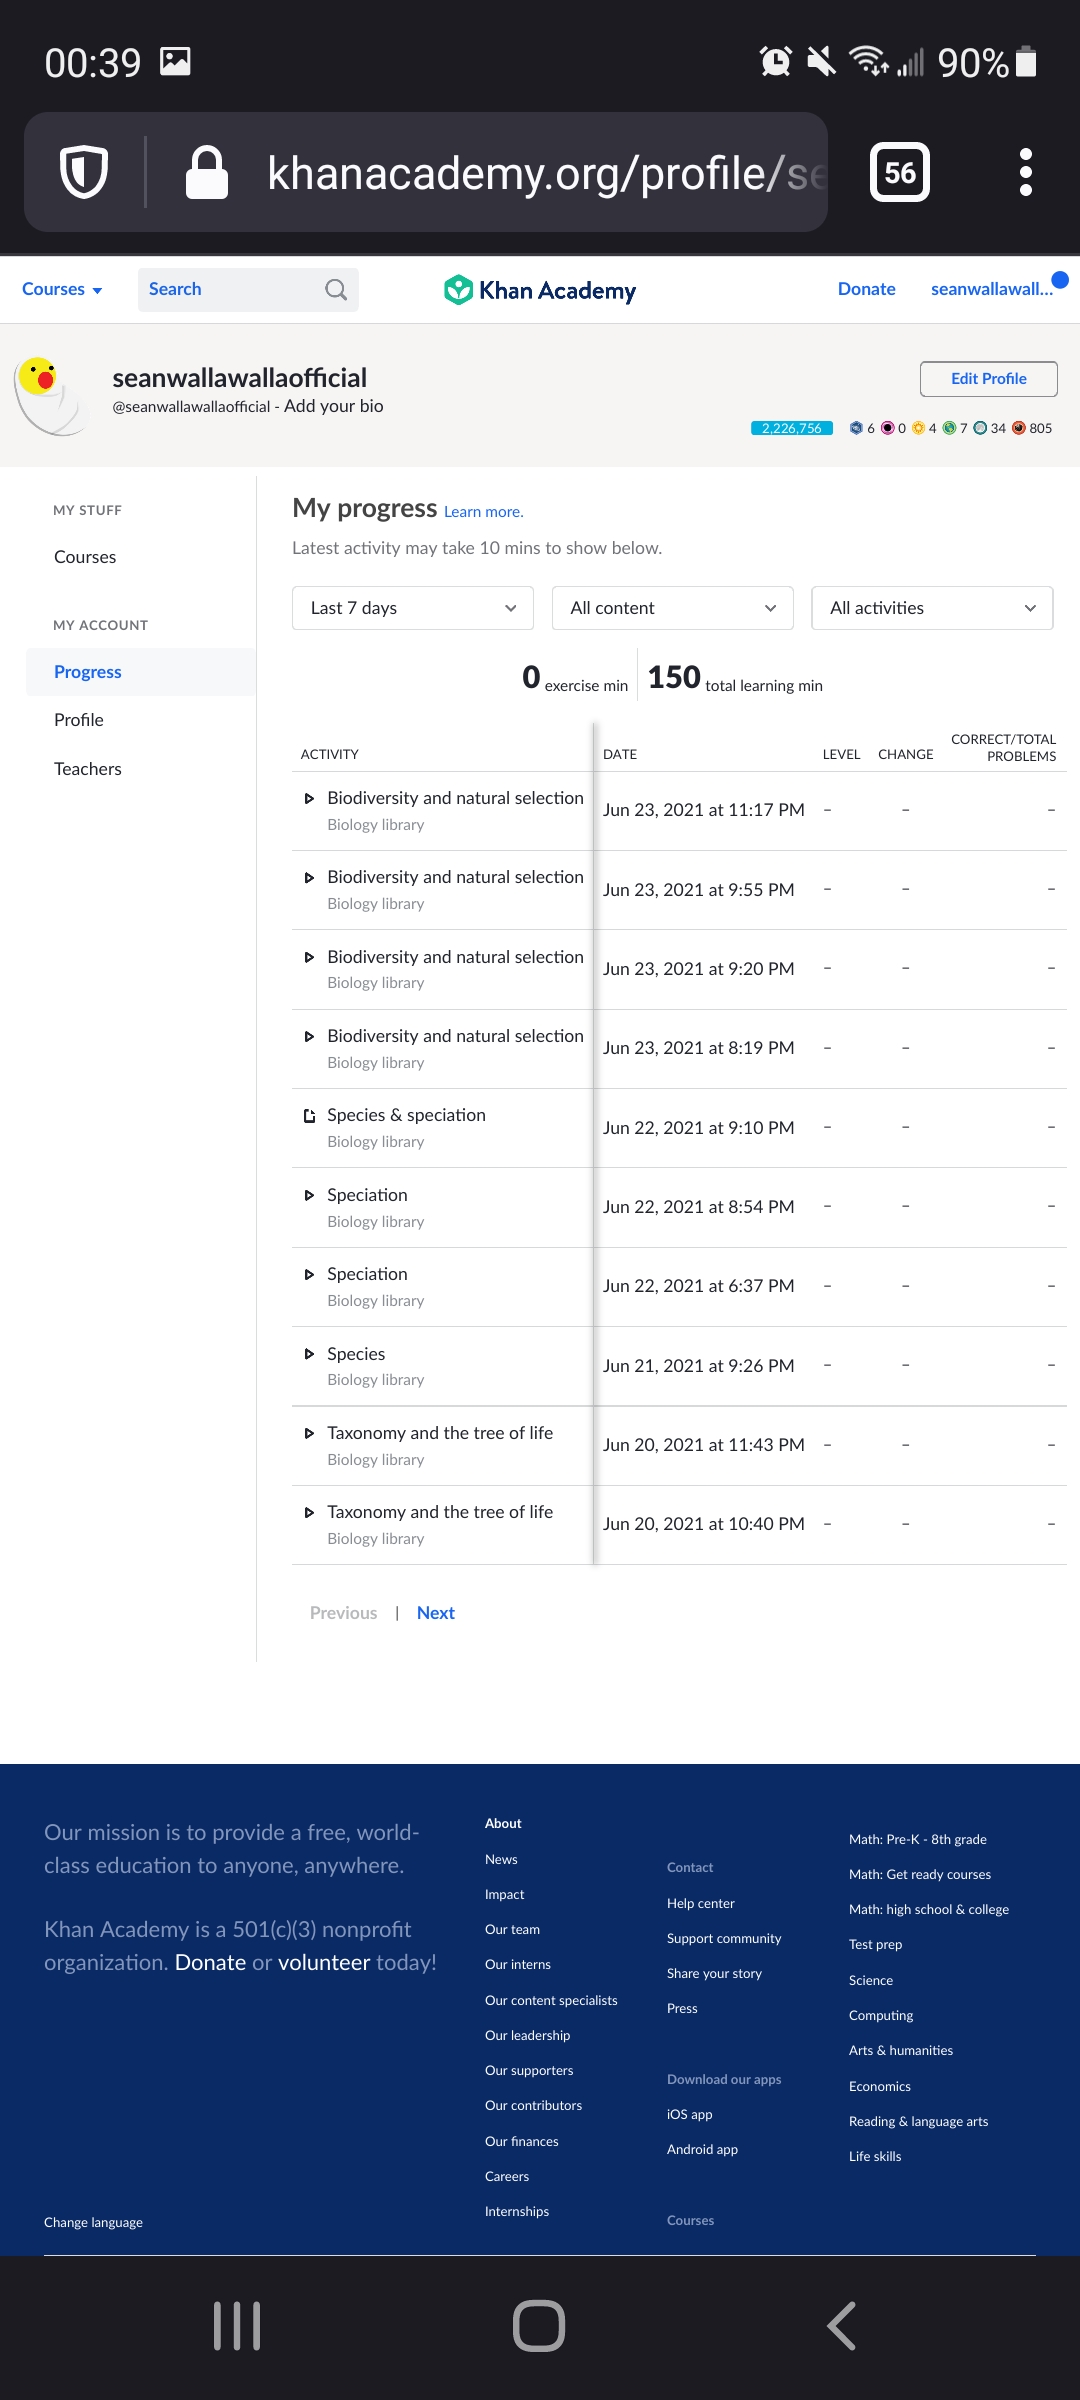 00:39
90%
khanacademy.org/profile/se
56
Courses
Search
Khan Academy
Donate
seanwallawall...
seanwallawallaofficial
@seanwallawallaofficial - Add your bio
Edit Profile
2,226,756 6 0 4 7 34 805
MY STUFF
Courses
MY ACCOUNT
Progress
Profile
Teachers
My progress Learn more.
Latest activity may take 10 mins to show below.
Last 7 days
All content
All activities
0 exercise min
150 total learning min
ACTIVITY DATE LEVEL CHANGE CORRECT/TOTAL PROBLEMS
Biodiversity and natural selection
Biology library
Jun 23, 2021 at 11:17 PM – – –
Biodiversity and natural selection
Biology library
Jun 23, 2021 at 9:55 PM – – –
Biodiversity and natural selection
Biology library
Jun 23, 2021 at 9:20 PM – – –
Biodiversity and natural selection
Biology library
Jun 23, 2021 at 8:19 PM – – –
Species & speciation
Biology library
Jun 22, 2021 at 9:10 PM – – –
Speciation
Biology library
Jun 22, 2021 at 8:54 PM – – –
Speciation
Biology library
Jun 22, 2021 at 6:37 PM – – –
Species
Biology library
Jun 21, 2021 at 9:26 PM – – –
Taxonomy and the tree of life
Biology library
Jun 20, 2021 at 11:43 PM – – –
Taxonomy and the tree of life
Biology library
Jun 20, 2021 at 10:40 PM – – –
Previous | Next
Our mission is to provide a free, world-
class education to anyone, anywhere.
Khan Academy is a 501(c)(3) nonprofit
organization. Donate or volunteer today!
Change language
About
News
Impact
Our team
Our interns
Our content specialists
Our leadership
Our supporters
Our contributors
Our finances
Careers
Internships
Contact
Help center
Support community
Share your story
Press
Download our apps
iOS app
Android app
Courses
Math: Pre-K - 8th grade
Math: Get ready courses
Math: high school & college
Test prep
Science
Computing
Arts & humanities
Economics
Reading & language arts
Life skills